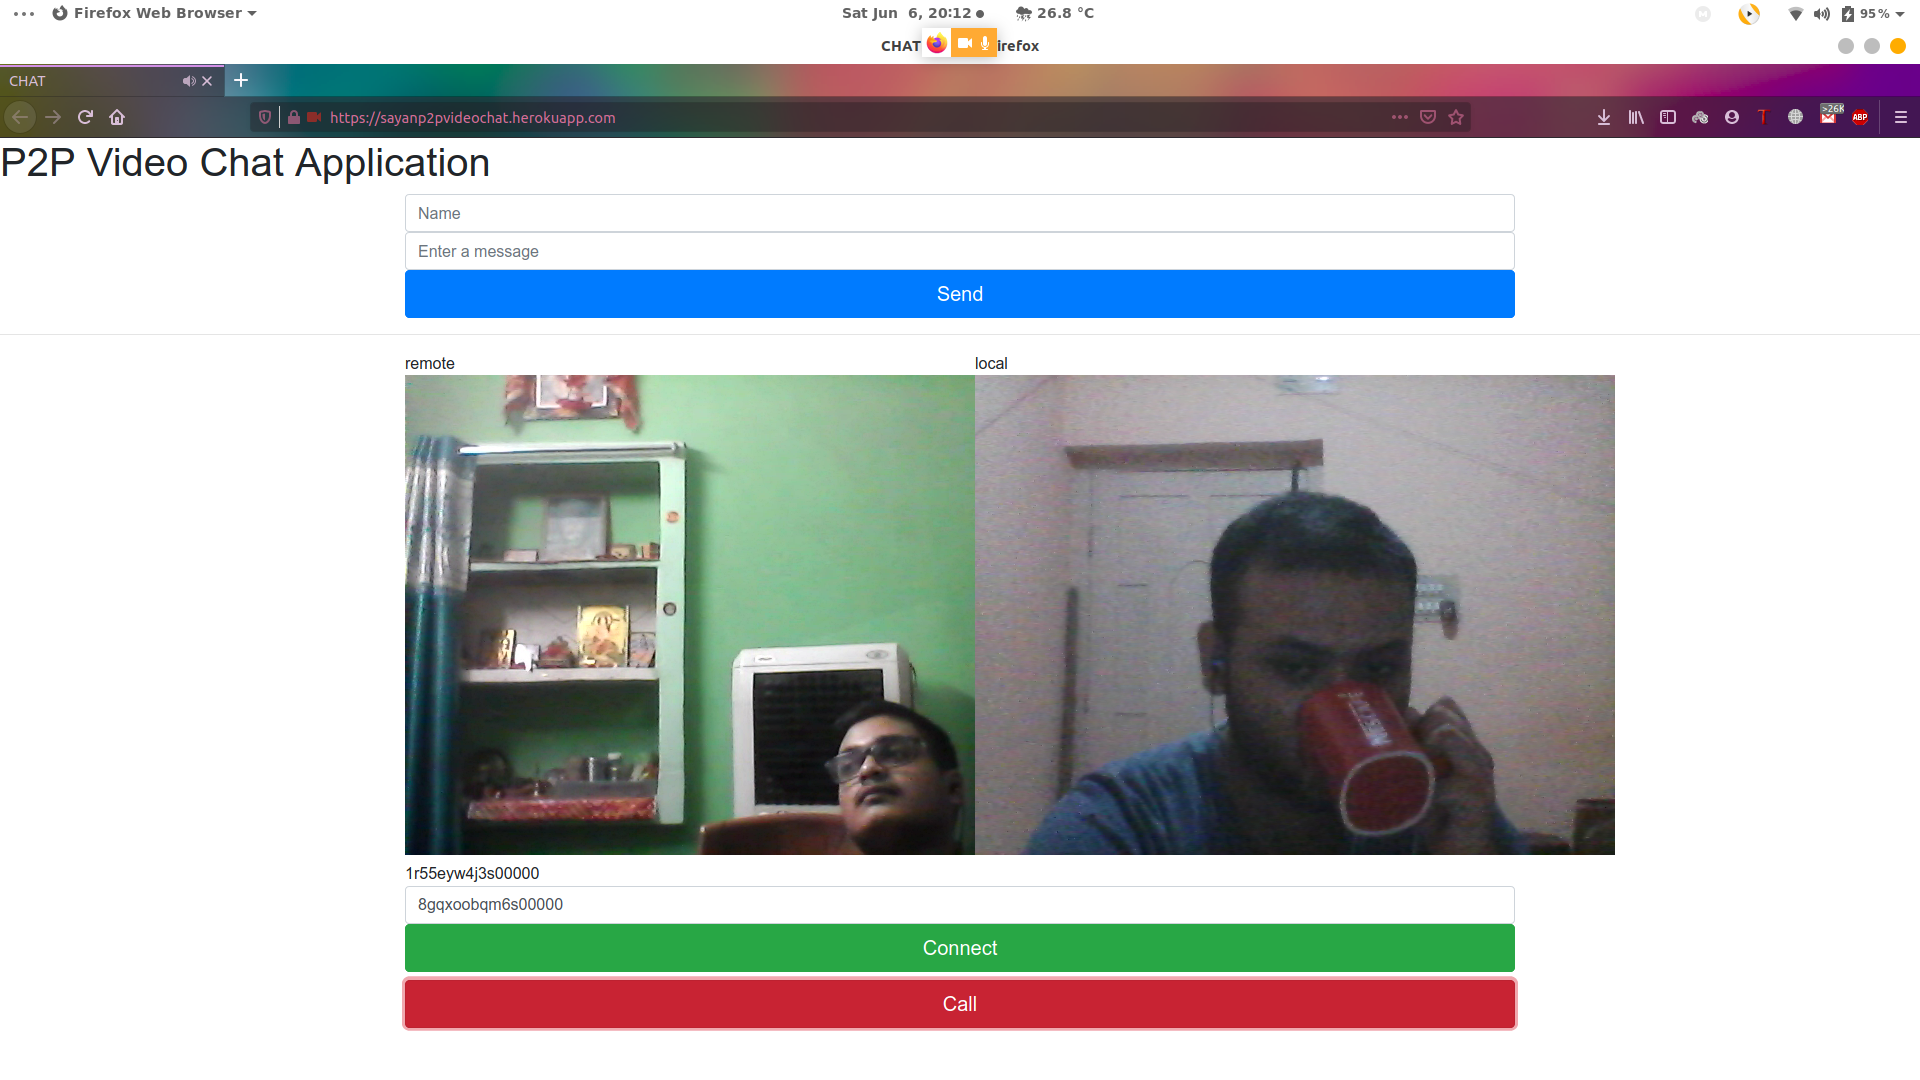 Firefox Web Browser
Sat Jun 6, 20:12
26.8 °C
95 %
CHAT
irefox
CHAT
https://sayanp2pvideochat.herokuapp.com
>26K
ABP
P2P Video Chat Application
Name
Enter a message
Send
remote
local
NESCAFÉ
1r55eyw4j3s00000
8gqxoobqm6s00000
Connect
Call